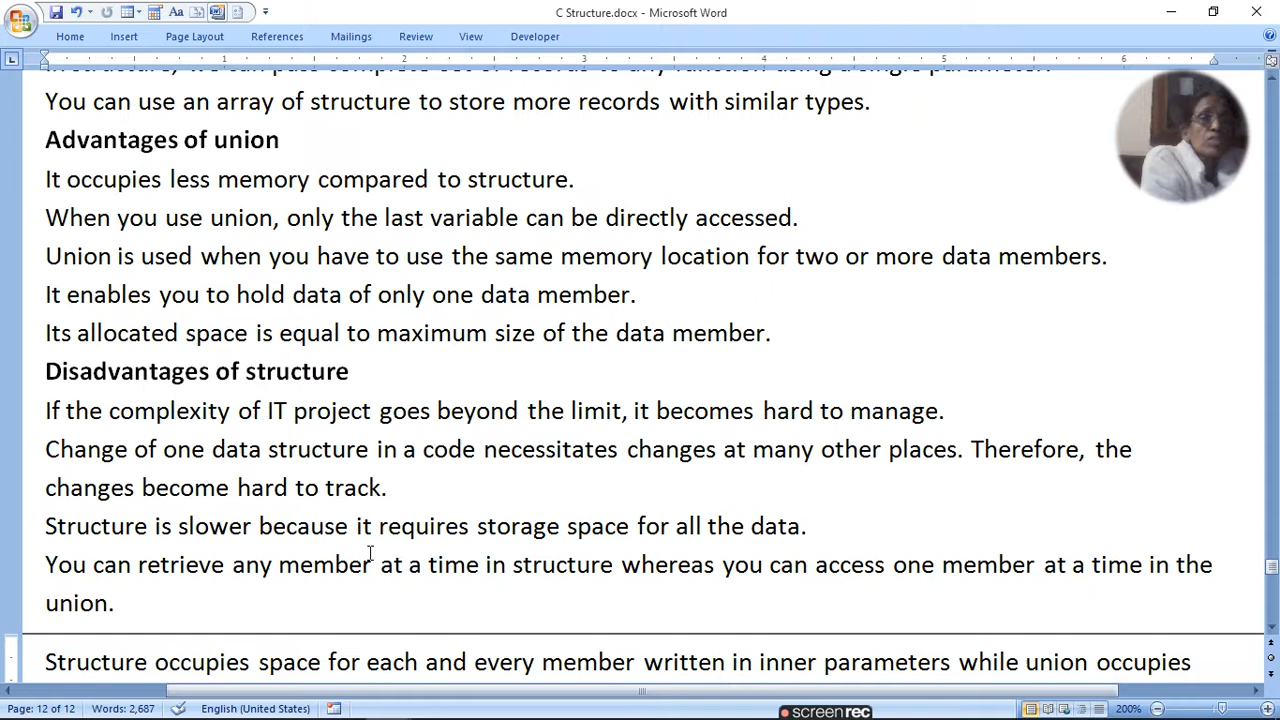 C Structure.docx - Microsoft Word
Home Insert Page Layout References Mailings Review View Developer
1 2 3 4 5 6
You can use an array of structure to store more records with similar types.
Advantages of union
It occupies less memory compared to structure.
When you use union, only the last variable can be directly accessed.
Union is used when you have to use the same memory location for two or more data members.
It enables you to hold data of only one data member.
Its allocated space is equal to maximum size of the data member.
Disadvantages of structure
If the complexity of IT project goes beyond the limit, it becomes hard to manage.
Change of one data structure in a code necessitates changes at many other places. Therefore, the
changes become hard to track.
Structure is slower because it requires storage space for all the data.
You can retrieve any member at a time in structure whereas you can access one member at a time in the
union.
Structure occupies space for each and every member written in inner parameters while union occupies
Page: 12 of 12 Words: 2,687 English (United States) 200%
screenrec